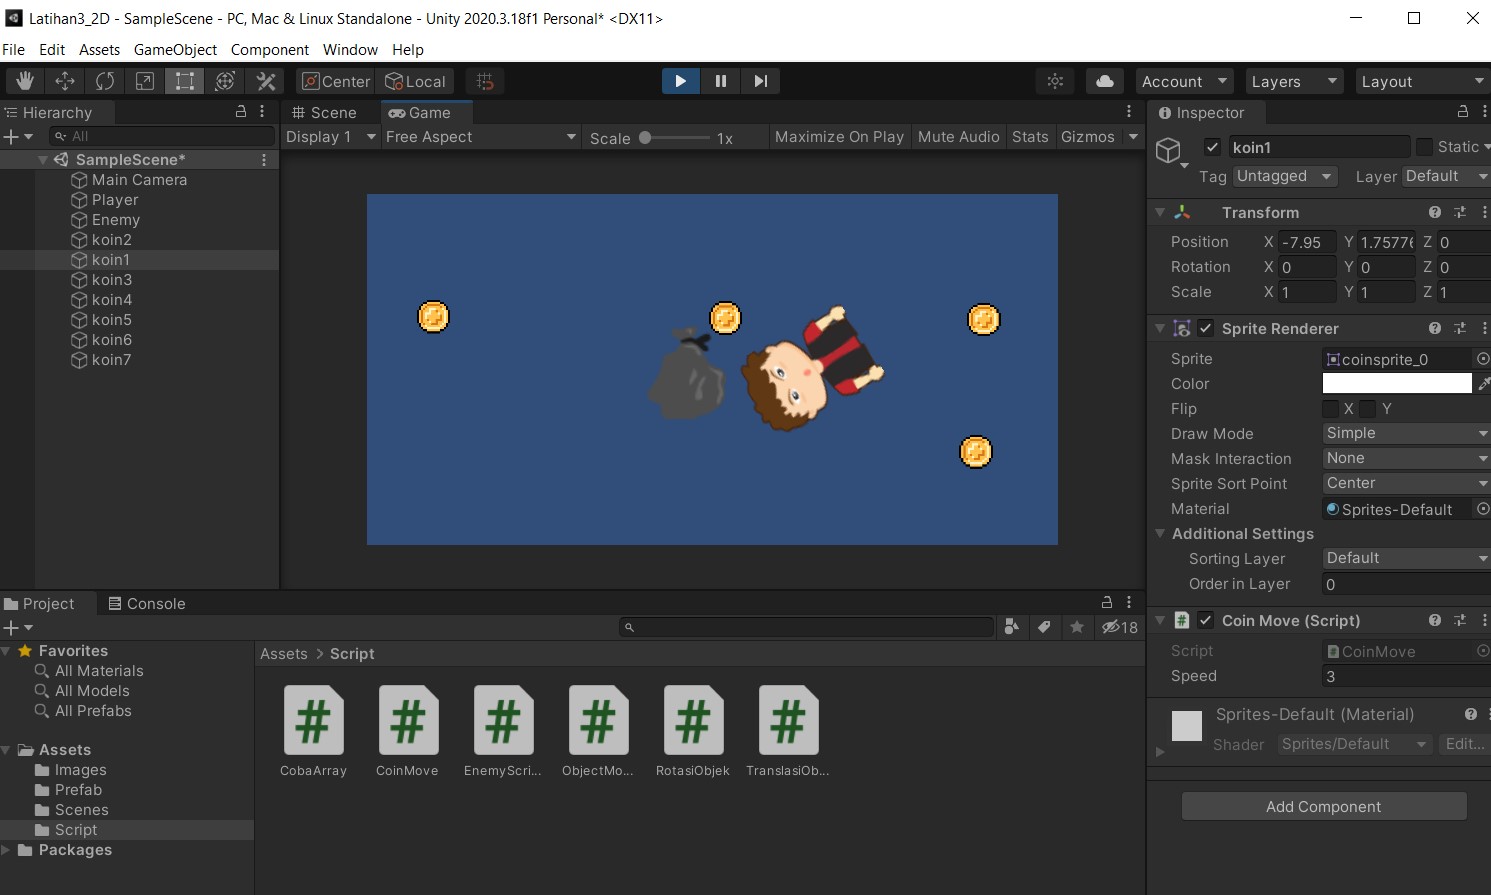 Latihan3_2D - SampleScene - PC, Mac & Linux Standalone - Unity 2020.3.18f1 Personal* <DX11>
File Edit Assets GameObject Component Window Help
Center Local Account Layers Layout
Hierarchy
All
SampleScene*
Main Camera
Player
Enemy
koin2
koin1
koin3
koin4
koin5
koin6
koin7
Scene Game
Display 1 Free Aspect Scale 1x Maximize On Play Mute Audio Stats Gizmos
Inspector
koin1 Static
Tag Untagged Layer Default
Transform
Position X -7.95 Y 1.75776 Z 0
Rotation X 0 Y 0 Z 0
Scale X 1 Y 1 Z 1
Sprite Renderer
Sprite coinsprite_0
Color
Flip X Y
Draw Mode Simple
Mask Interaction None
Sprite Sort Point Center
Material Sprites-Default
Additional Settings
Sorting Layer Default
Order in Layer 0
# Coin Move (Script)
Script CoinMove
Speed 3
Sprites-Default (Material)
Shader Sprites/Default Edit...
Add Component
Project Console
18
Favorites
All Materials
All Models
All Prefabs
Assets
Images
Prefab
Scenes
Script
Packages
Assets > Script
# # # # # #
CobaArray CoinMove EnemyScri... ObjectMo... RotasiObjek TranslasiOb...